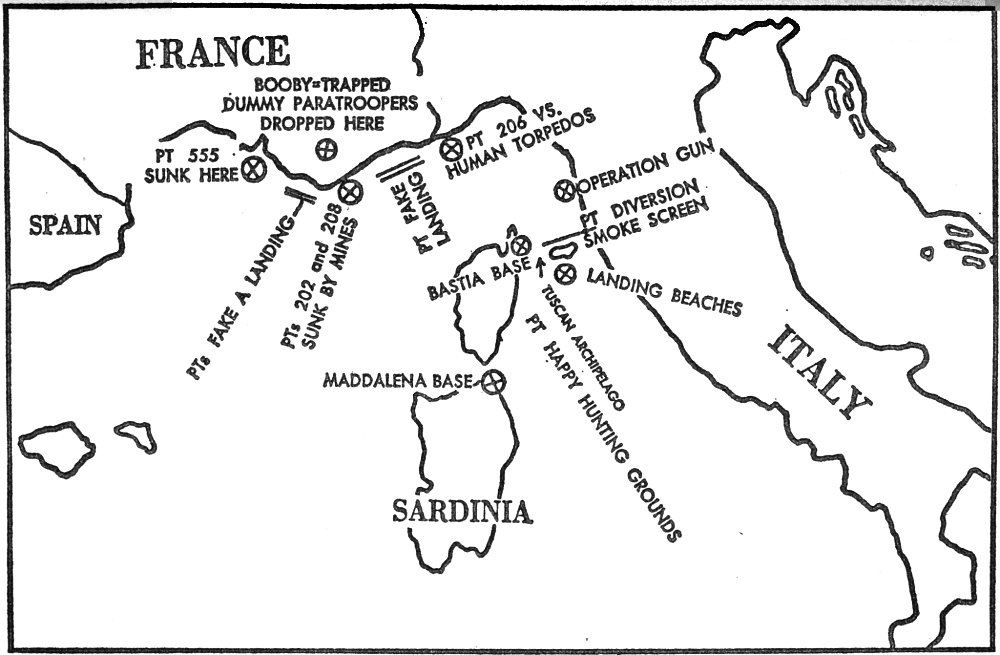 FRANCE
BOOBY=TRAPPED
DUMMY PARATROOPERS
DROPPED HERE
PT 206 VS.
HUMAN TORPEDOS
PT 555
SUNK HERE
OPERATION GUN
SPAIN
PT FAKE
LANDING
PT DIVERSION
SMOKE SCREEN
PTs FAKE A LANDING
PTs 202 and 208
SUNK BY MINES
BASTIA BASE
LANDING BEACHES
TUSCAN ARCHIPELAGO
PT HAPPY HUNTING GROUNDS
ITALY
MADDALENA BASE
SARDINIA